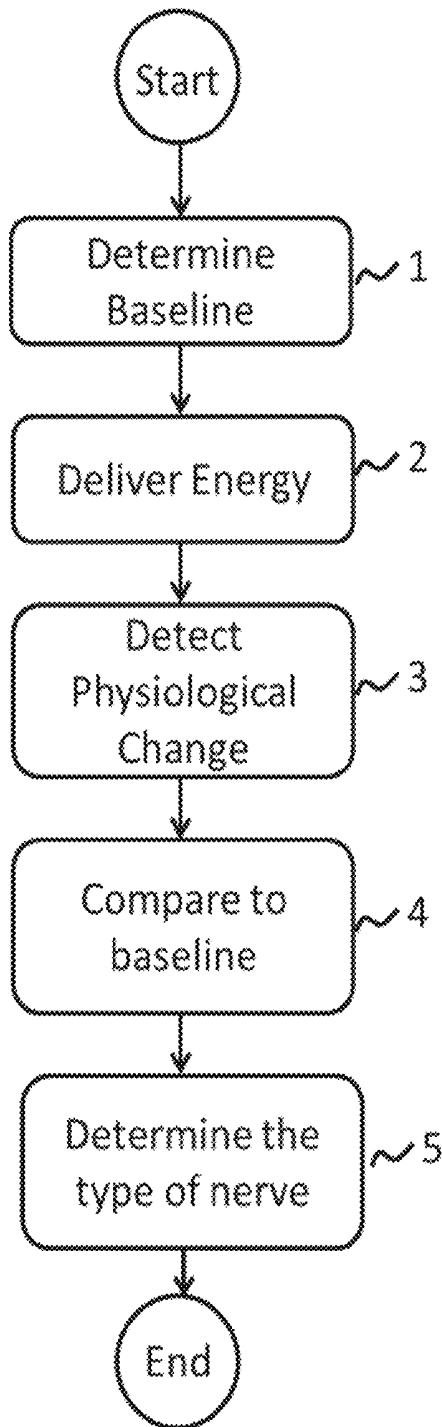 Start
Determine
Baseline
1
Deliver Energy
2
Detect
Physiological
Change
3
Compare to
baseline
4
Determine the
type of nerve
5
End